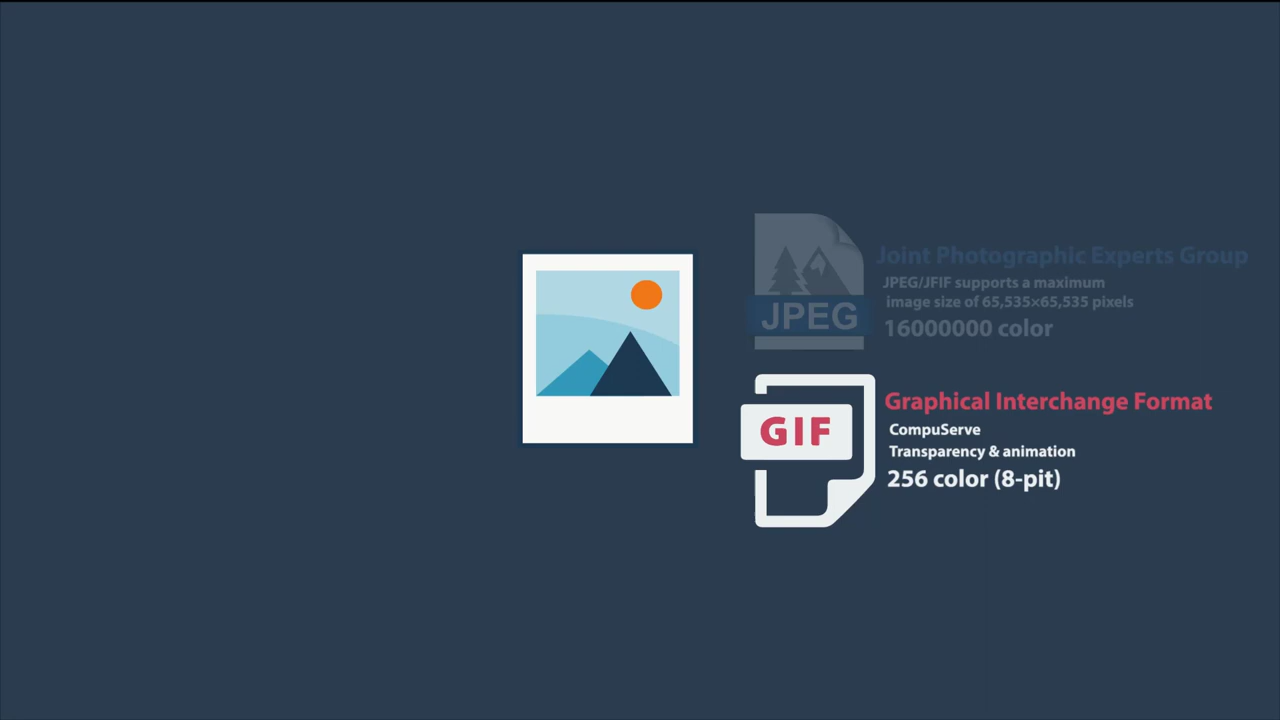 Joint Photographic Experts Group
JPEG/JFIF supports a maximum
image size of 65,535×65,535 pixels
JPEG
16000000 color
Graphical Interchange Format
GIF
CompuServe
Transparency & animation
256 color (8-pit)